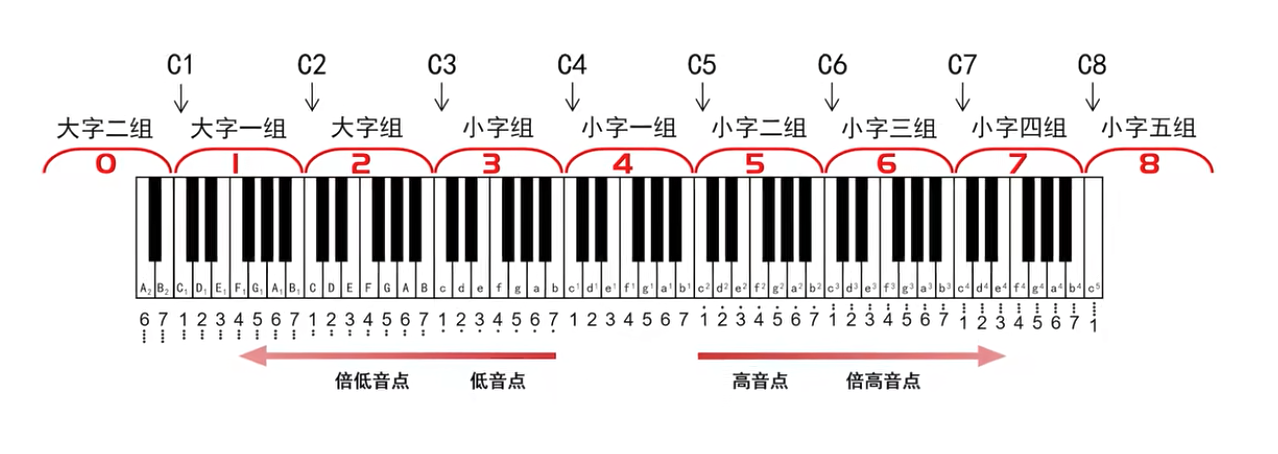 C1 C2 C3 C4 C5 C6 C7 C8
大字二组 大字一组 大字组 小字组 小字一组 小字二组 小字三组 小字四组 小字五组
0 1 2 3 4 5 6 7 8
A₂ B₂ C₁ D₁ E₁ F₁ G₁ A₁ B₁ C D E F G A B c d e f g a b c¹ d¹ e¹ f¹ g¹ a¹ b¹ c² d² e² f² g² a² b² c³ d³ e³ f³ g³ a³ b³ c⁴ d⁴ e⁴ f⁴ g⁴ a⁴ b⁴ c⁵
6 7 1 2 3 4 5 6 7 1 2 3 4 5 6 7 1 2 3 4 5 6 7 1 2 3 4 5 6 7 1 2 3 4 5 6 7 1 2 3 4 5 6 7 1 2 3 4 5 6 7 1
倍低音点 低音点 高音点 倍高音点